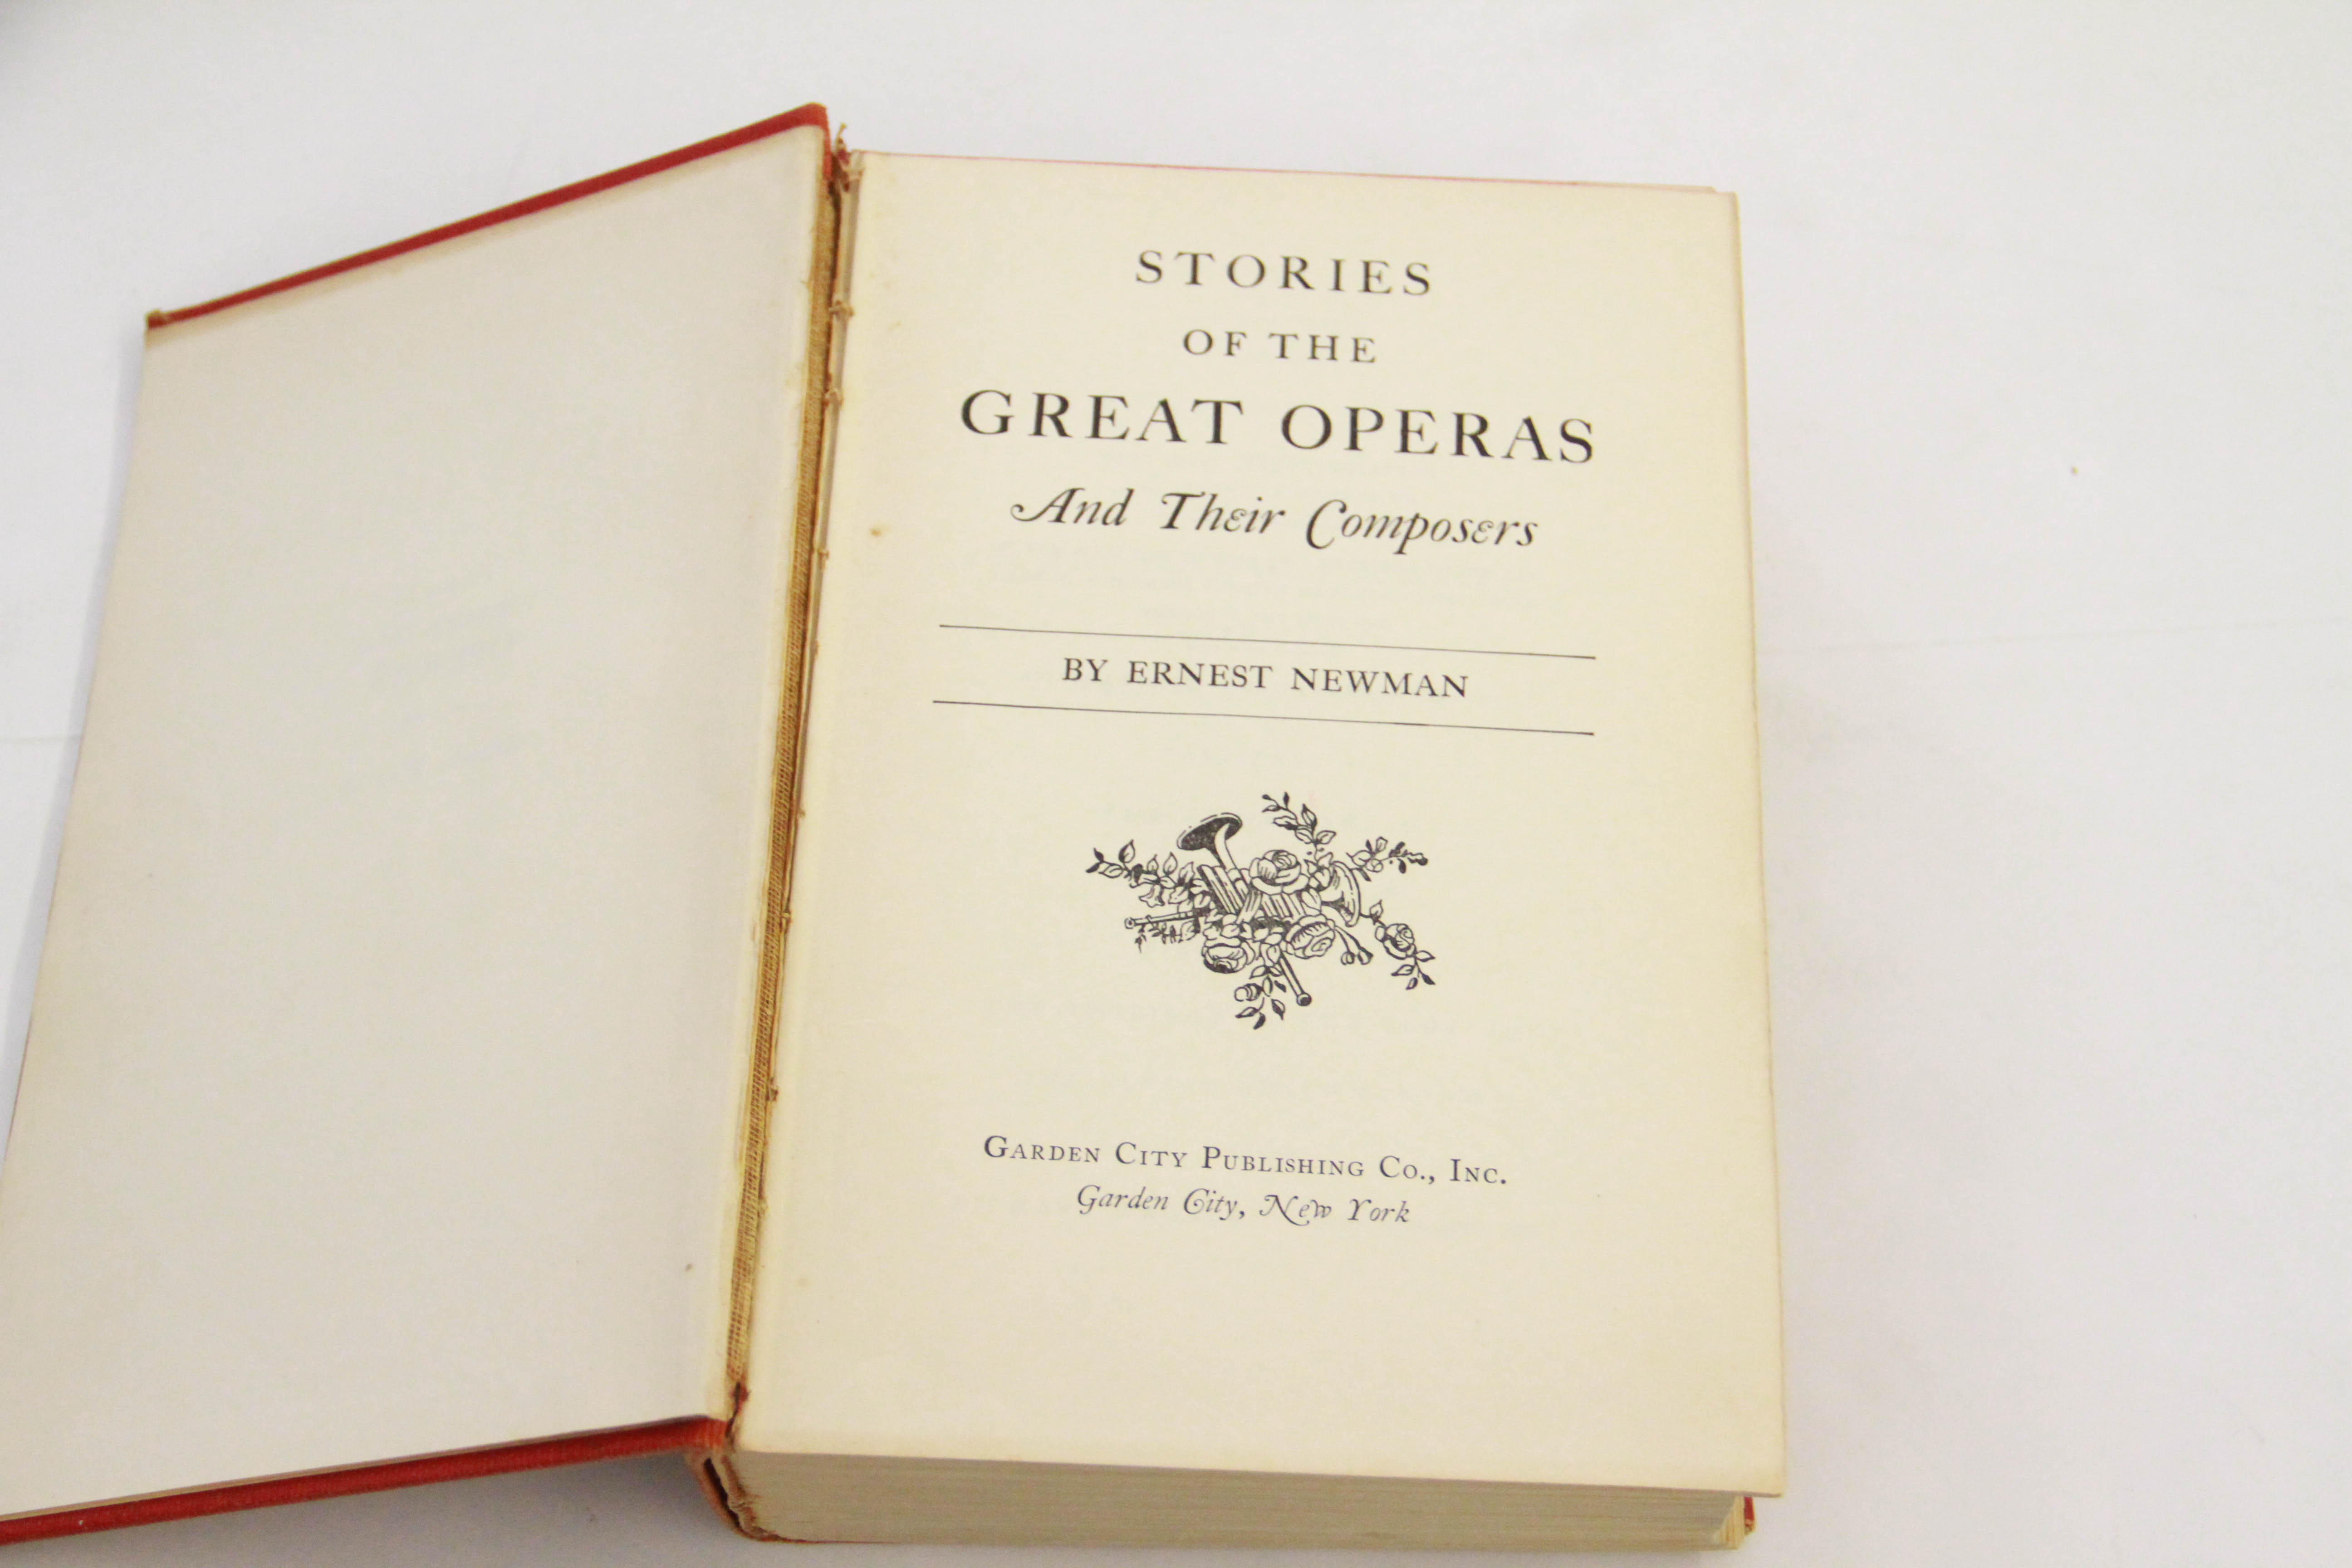 STORIES
OF THE
GREAT OPERAS
And Their Composers
BY ERNEST NEWMAN
GARDEN CITY PUBLISHING CO., INC.
Garden City, New York